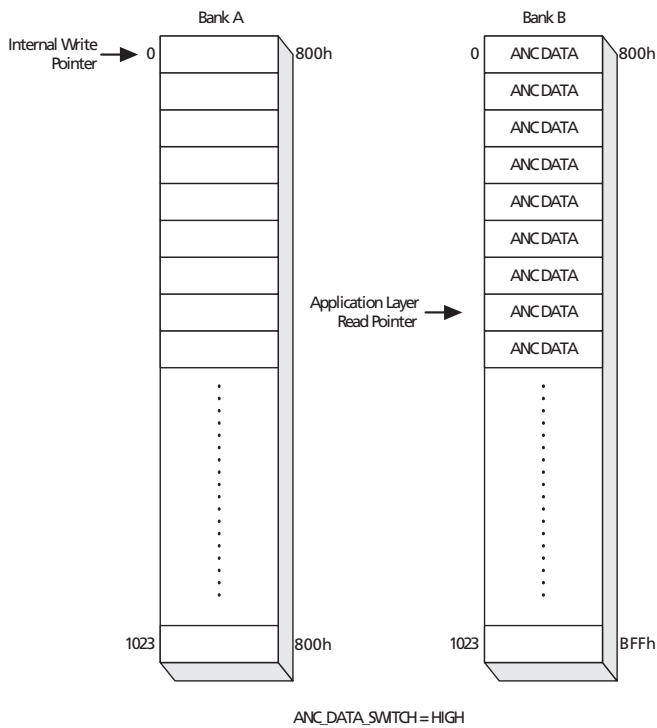 Bank A
Bank B
Internal Write
Pointer
0
800h
0
ANC DATA
800h
ANC DATA
ANC DATA
ANC DATA
ANC DATA
ANC DATA
ANC DATA
Application Layer
Read Pointer
ANC DATA
ANC DATA
1023
800h
1023
BFFh
ANC_DATA_SWITCH = HIGH